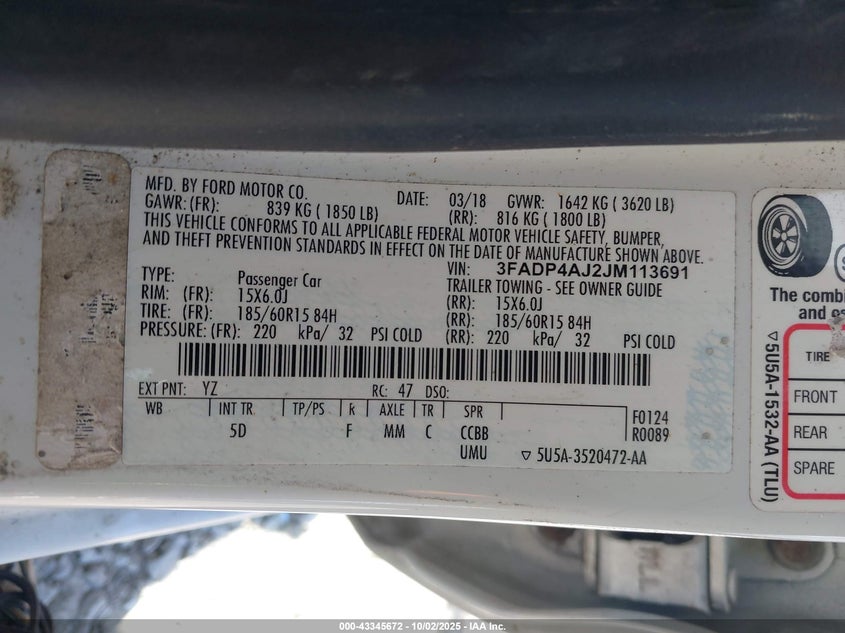 MFD. BY FORD MOTOR CO. DATE: 03/18 GVWR: 1642 KG ( 3620 LB)
GAWR: (FR): 839 KG ( 1850 LB) (RR): 816 KG ( 1800 LB)
THIS VEHICLE CONFORMS TO ALL APPLICABLE FEDERAL MOTOR VEHICLE SAFETY, BUMPER,
AND THEFT PREVENTION STANDARDS IN EFFECT ON THE DATE OF MANUFACTURE SHOWN ABOVE.
VIN: 3FADP4AJ2JM113691
TYPE: Passenger Car TRAILER TOWING - SEE OWNER GUIDE
RIM: (FR): 15X6.0J (RR): 15X6.0J
TIRE: (FR): 185/60R15 84H (RR): 185/60R15 84H
PRESSURE: (FR): 220 kPa/ 32 PSI COLD (RR): 220 kPa/ 32 PSI COLD
EXT PNT: YZ RC: 47 DSO:
WB INT TR TP/PS R AXLE TR SPR
5D F MM C CCBB
UMU
F0124
R0089
▽ 5U5A-3520472-AA
The comb
and
TIRE
FRONT
REAR
SPARE
▽ 5U5A-1532-AA (TLU)
000-43345672 - 10/02/2025 - IAA Inc.